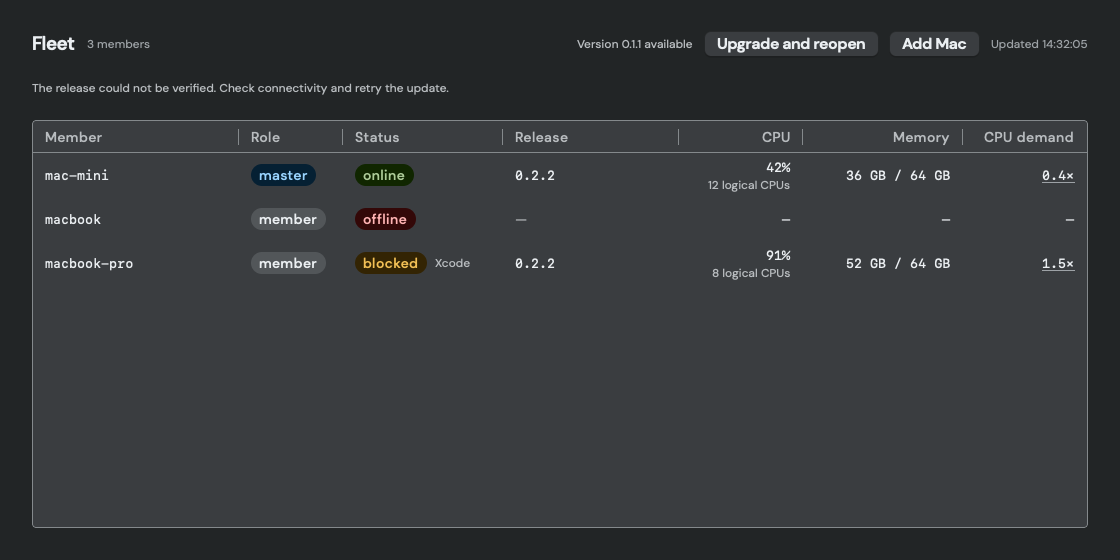 Fleet 3 members Version 0.1.1 available Upgrade and reopen Add Mac Updated 14:32:05
The release could not be verified. Check connectivity and retry the update.
Member Role Status Release CPU Memory CPU demand
mac-mini master online 0.2.2 42% 36 GB / 64 GB 0.4×
12 logical CPUs
macbook member offline — — — —
macbook-pro member blocked Xcode 0.2.2 91% 52 GB / 64 GB 1.5×
8 logical CPUs